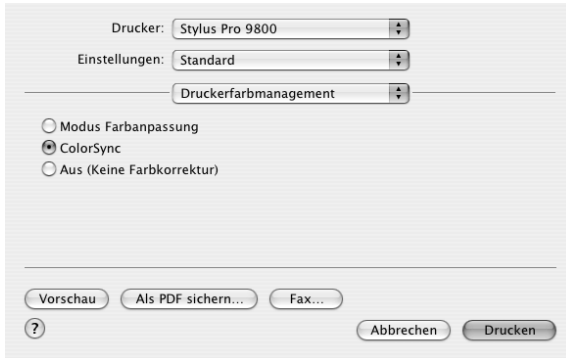 Drucker: Stylus Pro 9800
Einstellungen: Standard
Druckerfarbmanagement
Modus Farbanpassung
ColorSync
Aus (Keine Farbkorrektur)
Vorschau Als PDF sichern... Fax...
? Abbrechen Drucken